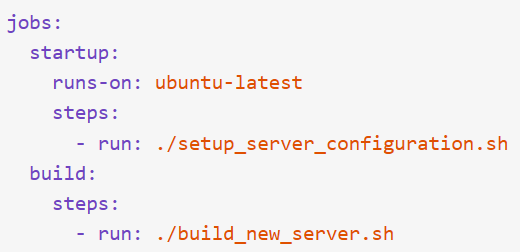 jobs:
  startup:
    runs-on: ubuntu-latest
    steps:
      - run: ./setup_server_configuration.sh
  build:
    steps:
      - run: ./build_new_server.sh